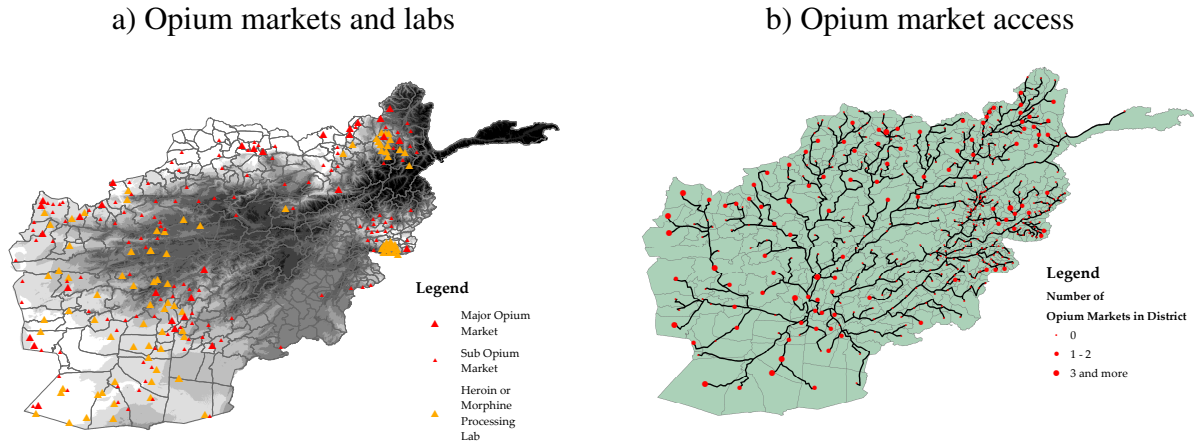 a) Opium markets and labs
b) Opium market access
Legend
Major Opium
Market
Sub Opium
Market
Heroin or
Morphine
Processing
Lab
Legend
Number of
Opium Markets in District
0
1 - 2
3 and more